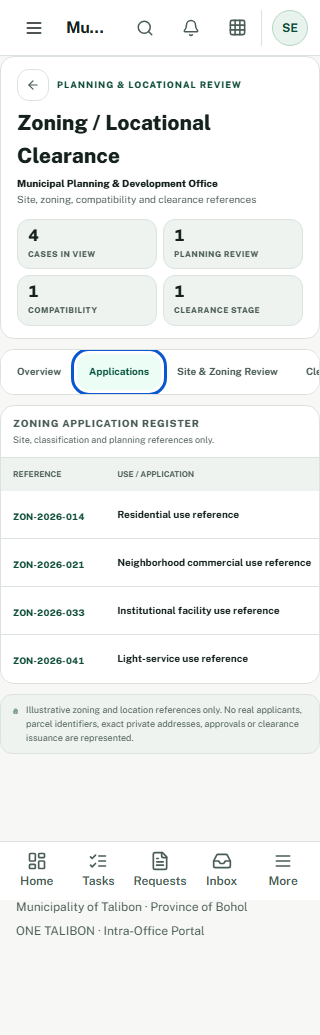 Mu...
SE
PLANNING & LOCATIONAL REVIEW
Zoning / Locational
Clearance
Municipal Planning & Development Office
Site, zoning, compatibility and clearance references
4
CASES IN VIEW
1
PLANNING REVIEW
1
COMPATIBILITY
1
CLEARANCE STAGE
Overview Applications Site & Zoning Review Cle
ZONING APPLICATION REGISTER
Site, classification and planning references only.
REFERENCE USE / APPLICATION
ZON-2026-014 Residential use reference
ZON-2026-021 Neighborhood commercial use reference
ZON-2026-033 Institutional facility use reference
ZON-2026-041 Light-service use reference
Illustrative zoning and location references only. No real applicants,
parcel identifiers, exact private addresses, approvals or clearance
issuance are represented.
Home Tasks Requests Inbox More
Municipality of Talibon · Province of Bohol
ONE TALIBON · Intra-Office Portal